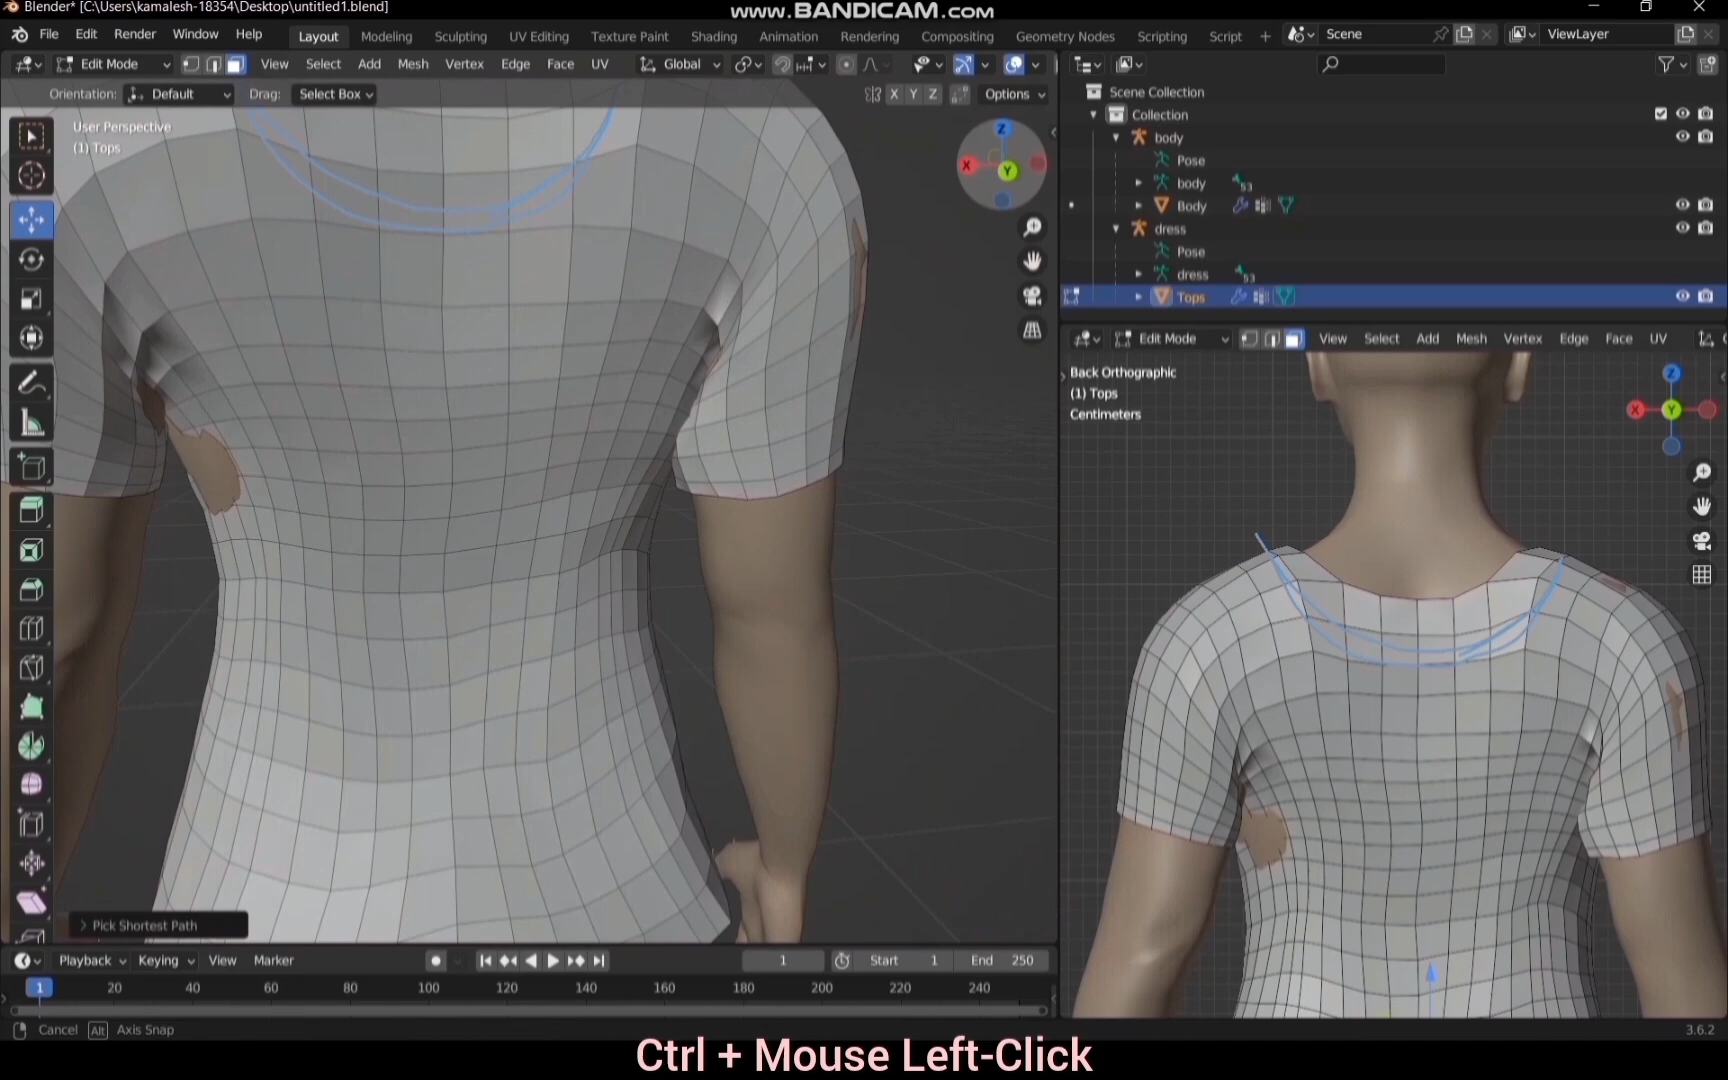 Blender* [C:\Users\kamalesh-18354\Desktop\untitled1.blend]
www.BANDICAM.com
File Edit Render Window Help Layout Modeling Sculpting UV Editing Texture Paint Shading Animation Rendering Compositing Geometry Nodes Scripting Script + Scene ViewLayer
Edit Mode View Select Add Mesh Vertex Edge Face UV Global
Orientation: Default Drag: Select Box X Y Z Options
User Perspective
(1) Tops
Z
X
Y
Pick Shortest Path
Scene Collection
Collection
body
Pose
body 53
Body
dress
Pose
dress 53
Tops
Edit Mode View Select Add Mesh Vertex Edge Face UV
Back Orthographic
(1) Tops
Centimeters
Z
X
Y
Playback Keying View Marker 1 Start 1 End 250
1 20 40 60 80 100 120 140 160 180 200 220 240
Cancel Alt Axis Snap
3.6.2
Ctrl + Mouse Left-Click